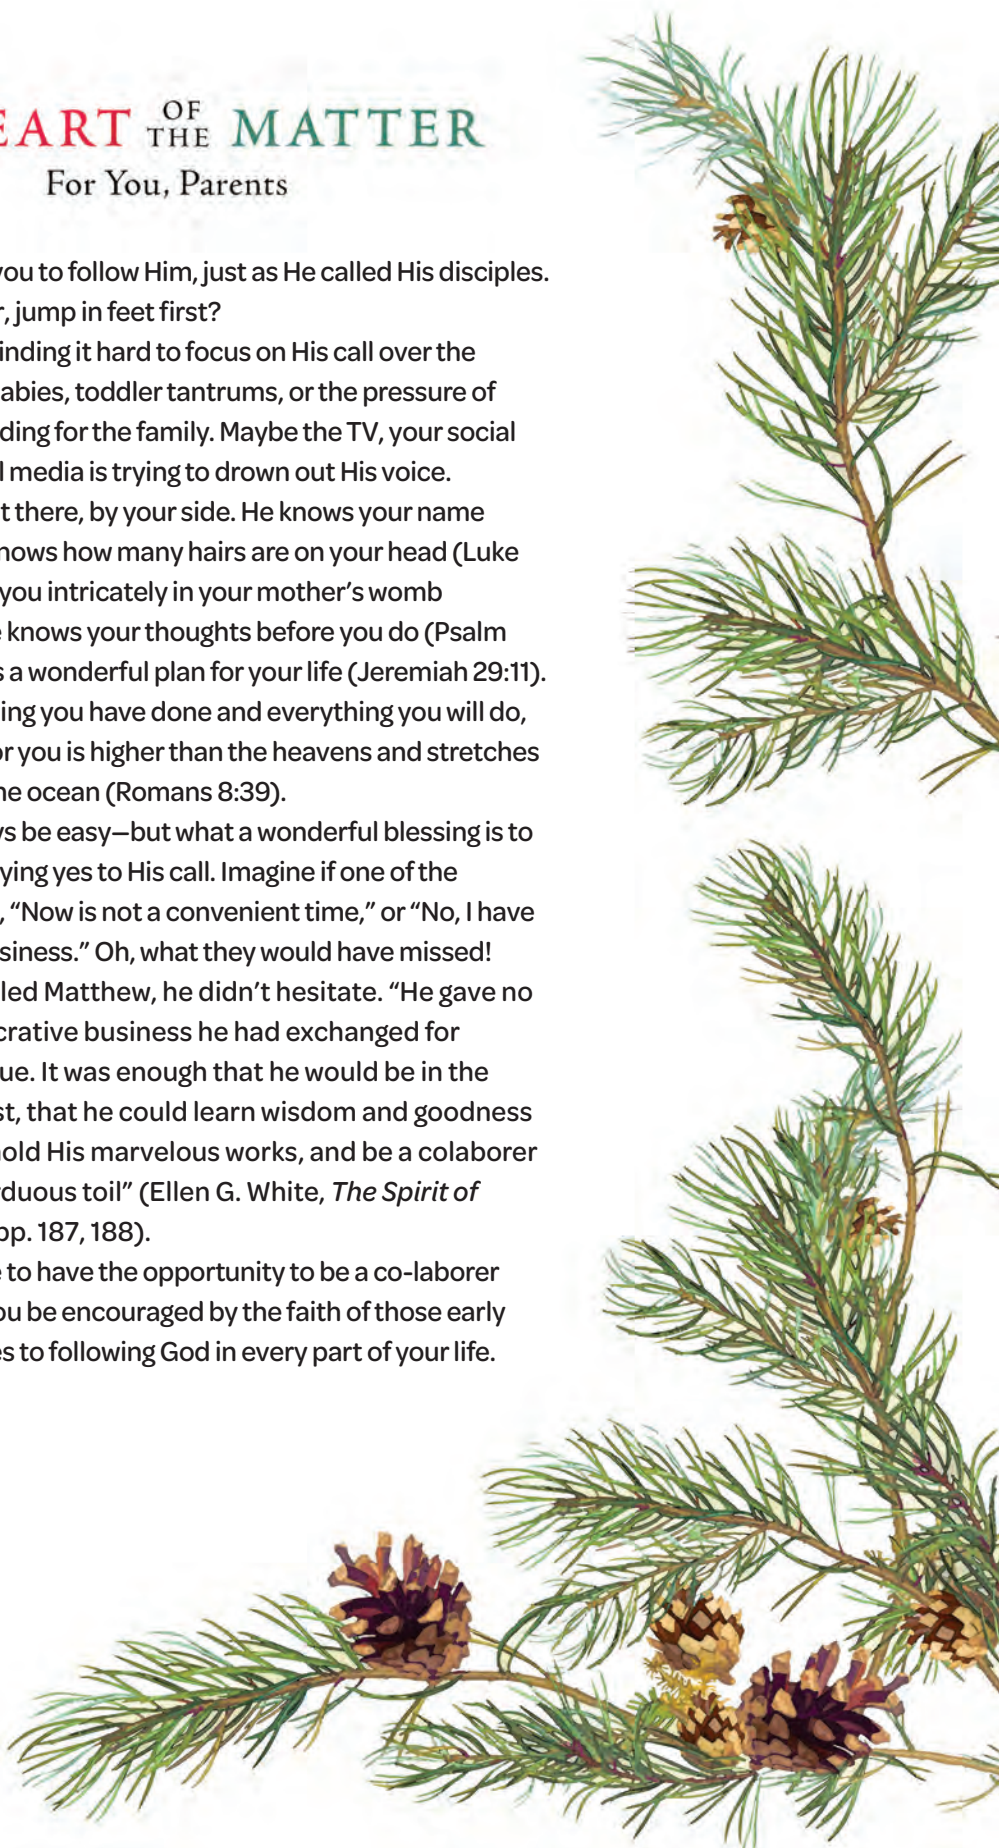 EART OF THE MATTER
For You, Parents
you to follow Him, just as He called His disciples.
r, jump in feet first?
inding it hard to focus on His call over the
abies, toddler tantrums, or the pressure of
ding for the family. Maybe the TV, your social
l media is trying to drown out His voice.
t there, by your side. He knows your name
nows how many hairs are on your head (Luke
you intricately in your mother’s womb
e knows your thoughts before you do (Psalm
s a wonderful plan for your life (Jeremiah 29:11).
ing you have done and everything you will do,
or you is higher than the heavens and stretches
he ocean (Romans 8:39).
ys be easy—but what a wonderful blessing is to
ying yes to His call. Imagine if one of the
, “Now is not a convenient time,” or “No, I have
siness.” Oh, what they would have missed!
led Matthew, he didn’t hesitate. “He gave no
crative business he had exchanged for
ue. It was enough that he would be in the
st, that he could learn wisdom and goodness
old His marvelous works, and be a colaborer
duous toil” (Ellen G. White, The Spirit of
pp. 187, 188).
e to have the opportunity to be a co-laborer
ou be encouraged by the faith of those early
es to following God in every part of your life.